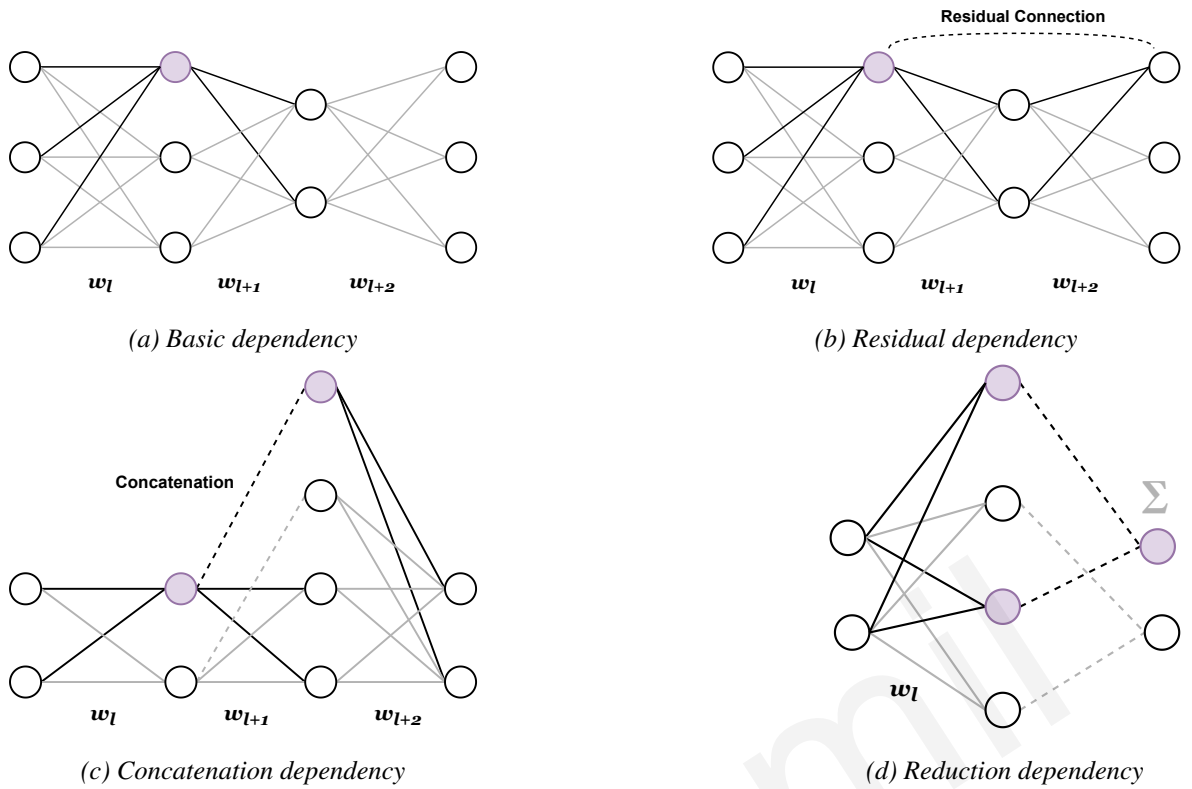 Residual Connection
w_l w_{l+1} w_{l+2}
w_l w_{l+1} w_{l+2}
(a) Basic dependency
(b) Residual dependency
Concatenation
Σ
w_l
w_l w_{l+1} w_{l+2}
(c) Concatenation dependency
(d) Reduction dependency